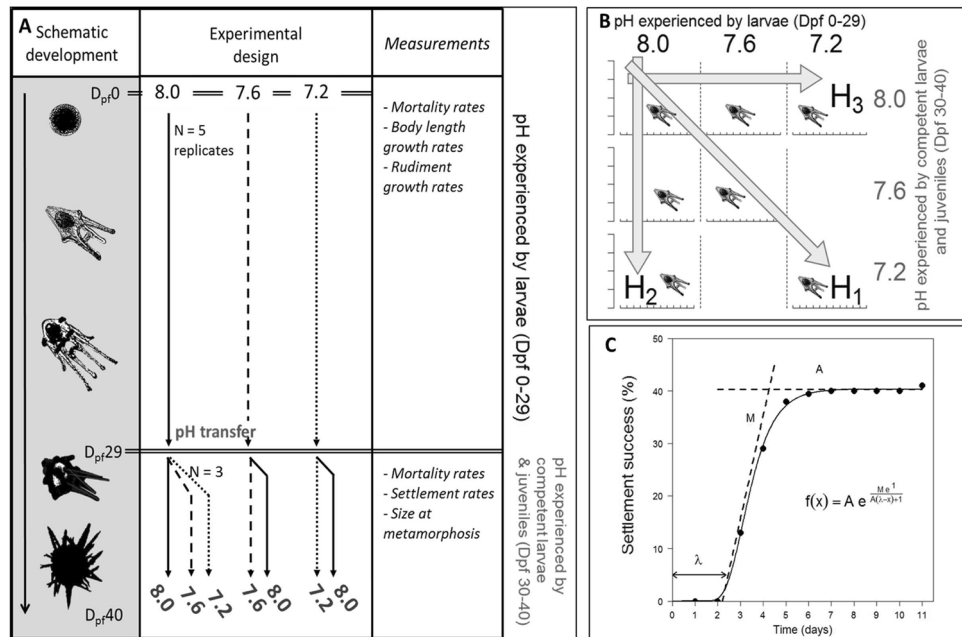 A
Schematic
development
Experimental
design
Measurements
Dpf0
8.0
7.6
7.2
N = 5
replicates
- Mortality rates
- Body length
growth rates
- Rudiment
growth rates
pH experienced by larvae (Dpf 0-29)
pH transfer
Dpf29
N = 3
- Mortality rates
- Settlement rates
- Size at
metamorphosis
pH experienced by
competent larvae
& juveniles (Dpf 30-40)
8.0
7.6
7.2
7.6
8.0
7.2
8.0
Dpf40
B
pH experienced by larvae (Dpf 0-29)
8.0
7.6
7.2
H3
8.0
7.6
H2
H1
7.2
pH experienced by competent larvae
and juveniles (Dpf 30-40)
C
50
40
30
20
10
0
Settlement success (%)
A
M
f(x) = A e^(Me^1/A(λ-x)+1)
λ
0 1 2 3 4 5 6 7 8 9 10 11
Time (days)